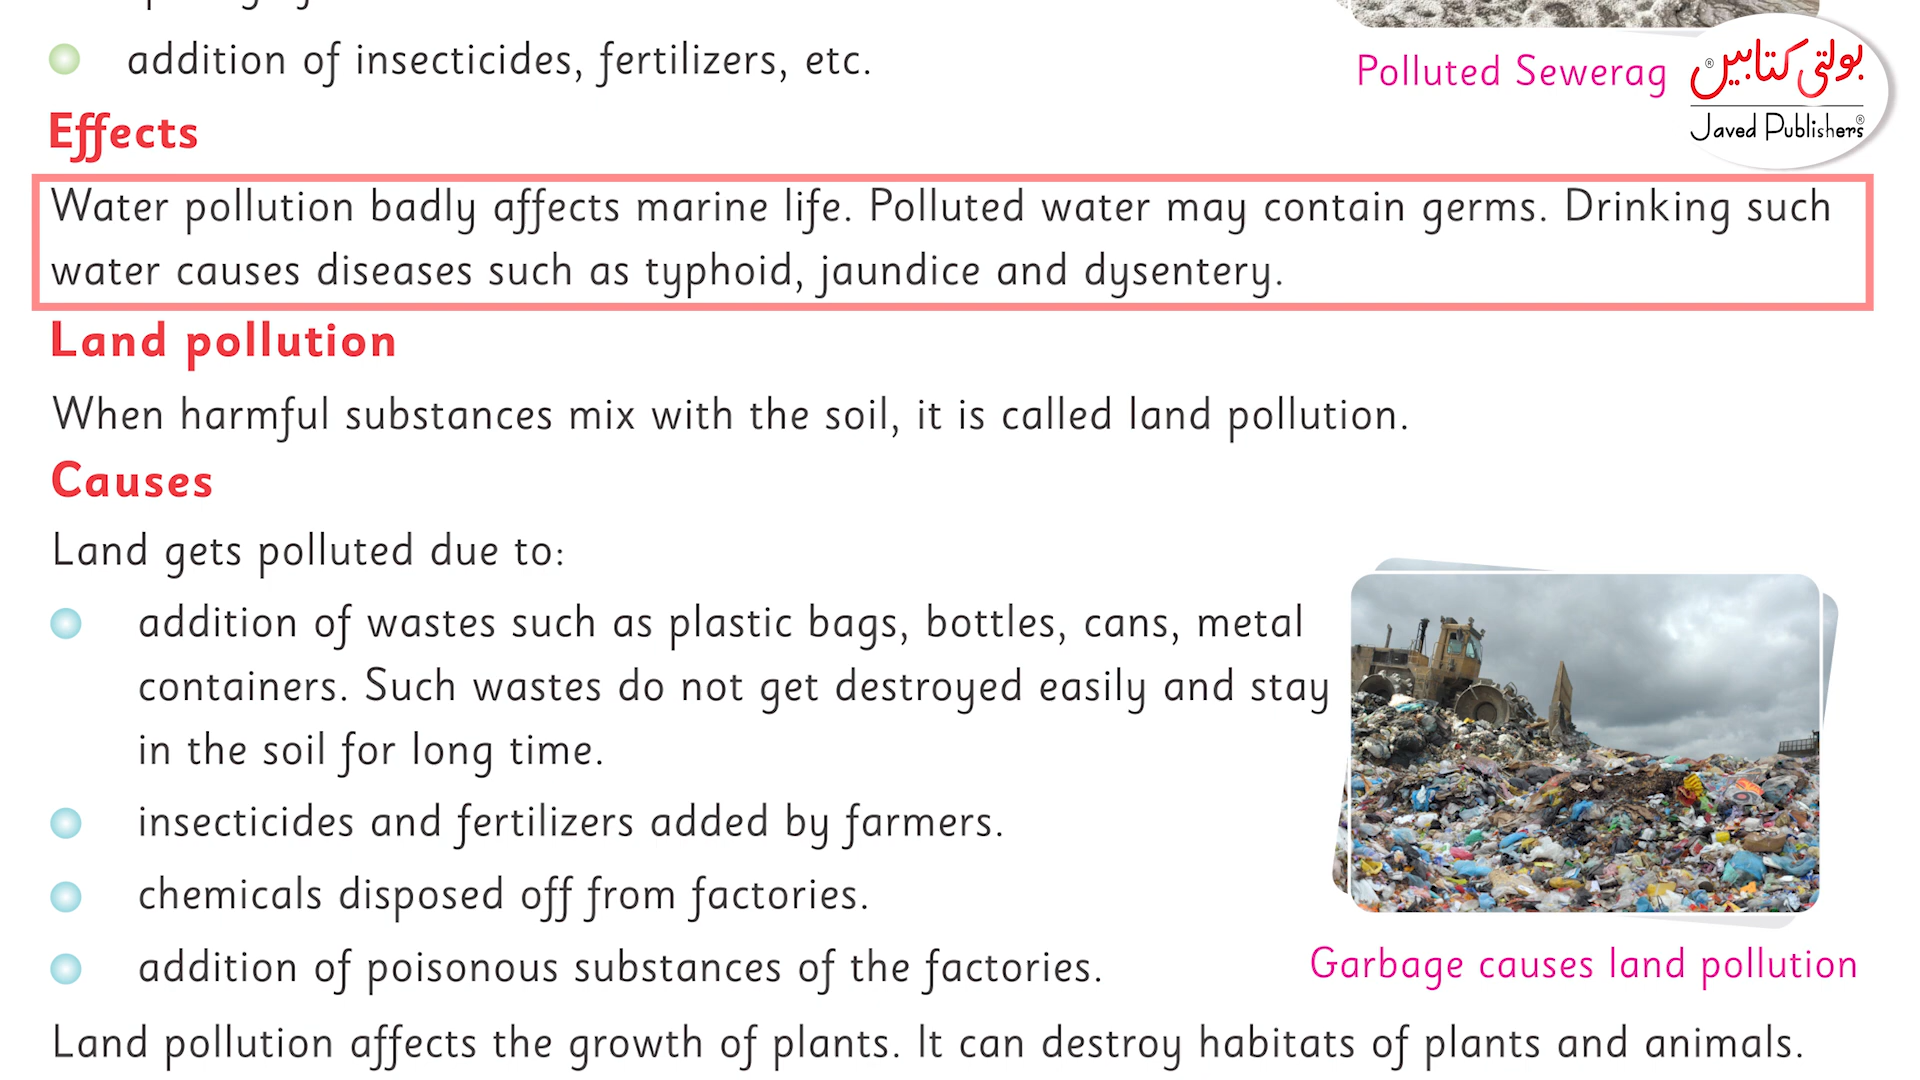 addition of insecticides, fertilizers, etc.
Polluted Sewerag
بولتی کتابیں®
Javed Publishers®
Effects
Water pollution badly affects marine life. Polluted water may contain germs. Drinking such
water causes diseases such as typhoid, jaundice and dysentery.
Land pollution
When harmful substances mix with the soil, it is called land pollution.
Causes
Land gets polluted due to:
addition of wastes such as plastic bags, bottles, cans, metal
containers. Such wastes do not get destroyed easily and stay
in the soil for long time.
insecticides and fertilizers added by farmers.
chemicals disposed off from factories.
addition of poisonous substances of the factories.
Garbage causes land pollution
Land pollution affects the growth of plants. It can destroy habitats of plants and animals.